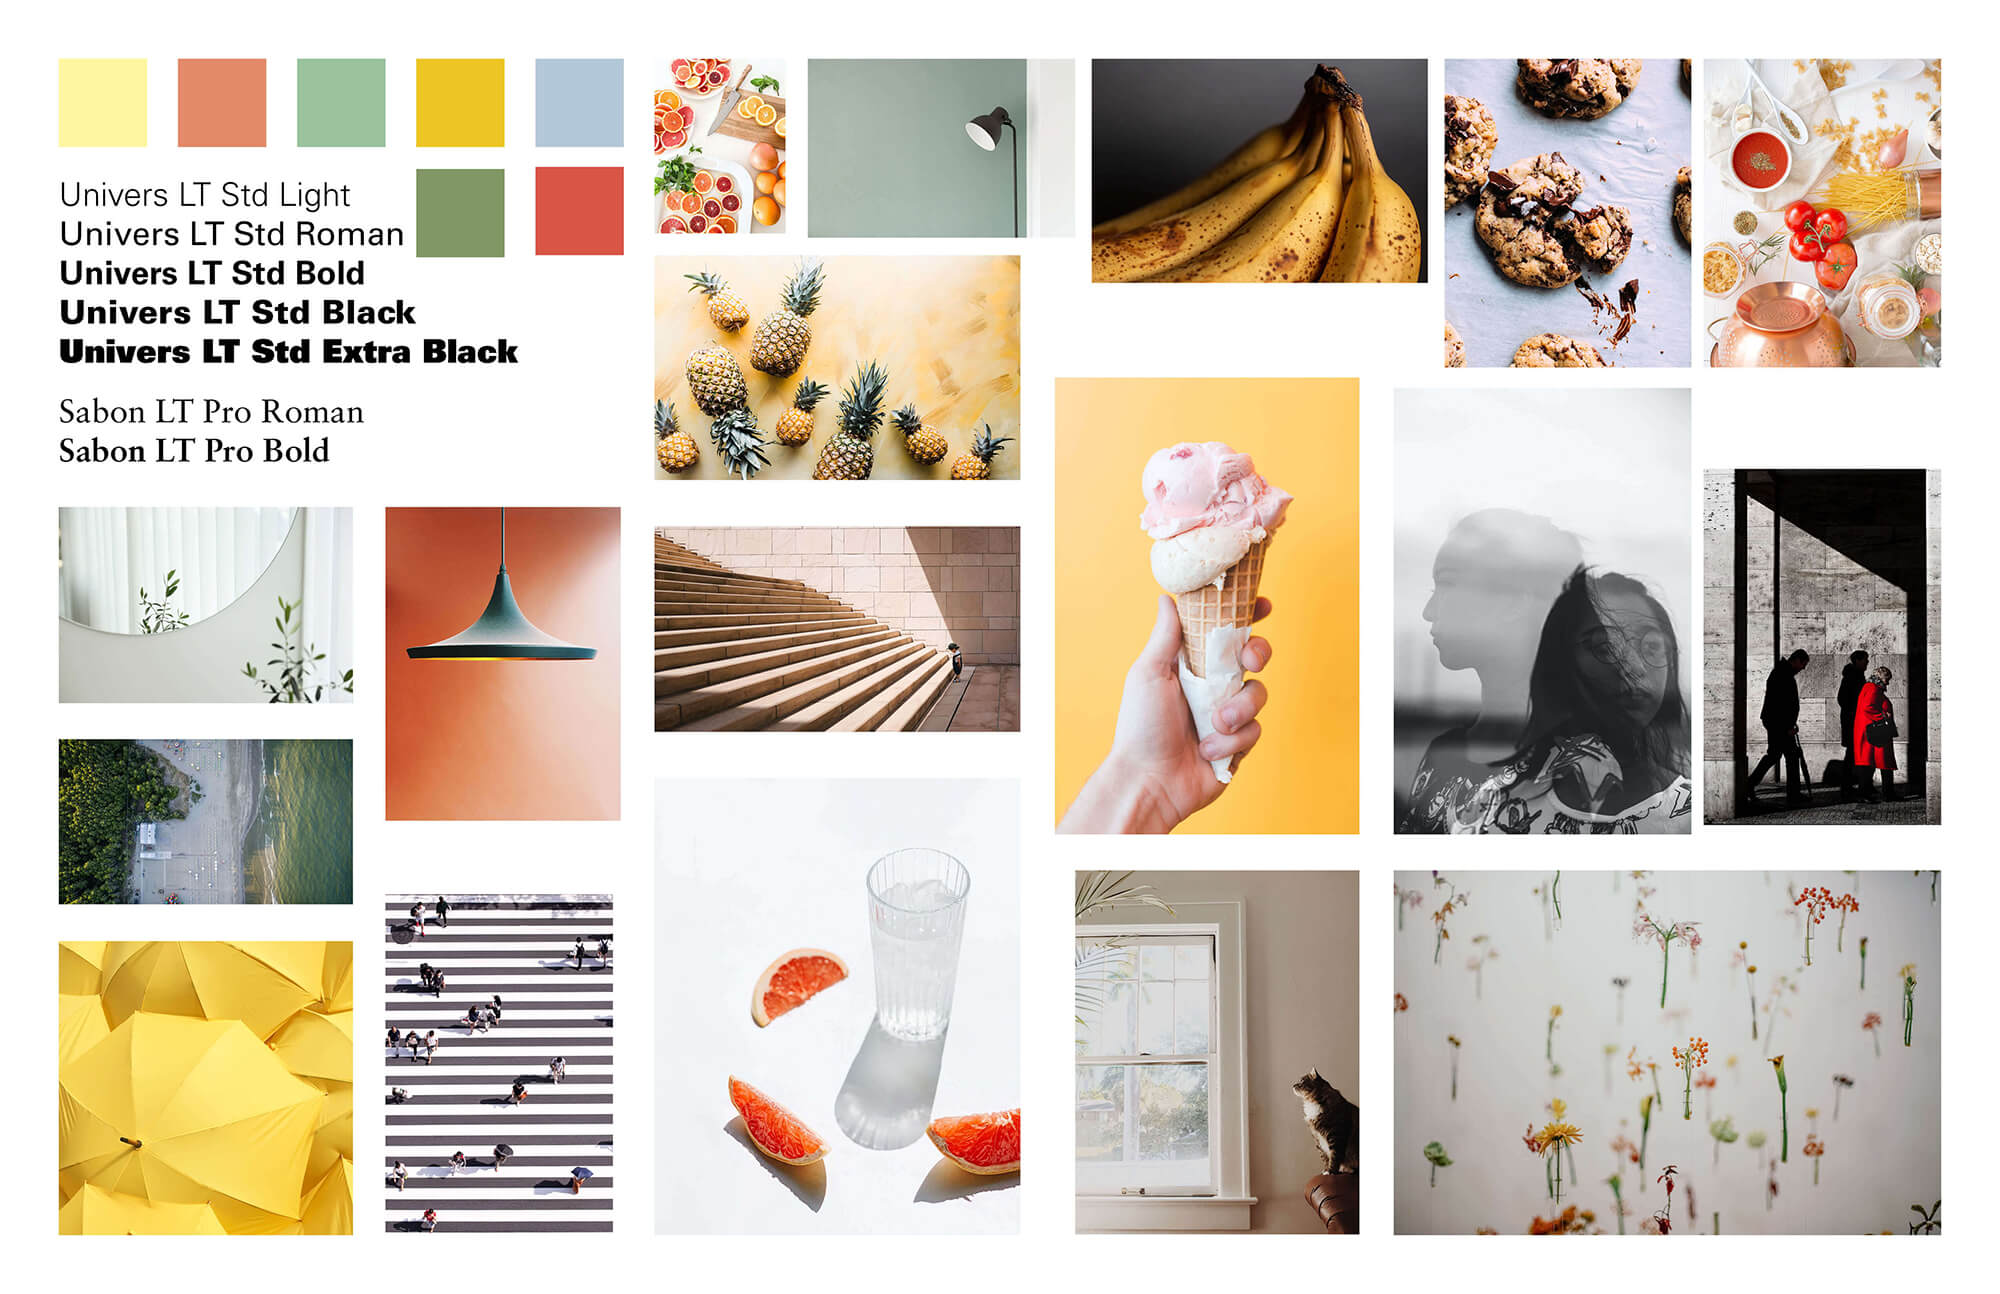 Univers LT Std Light
Univers LT Std Roman
Univers LT Std Bold
Univers LT Std Black
Univers LT Std Extra Black
Sabon LT Pro Roman
Sabon LT Pro Bold